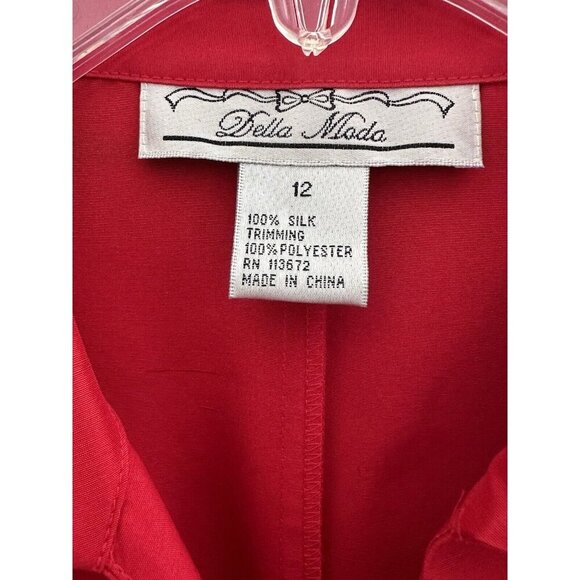 Della Moda
12
100% SILK
TRIMMING
100% POLYESTER
RN 113672
MADE IN CHINA